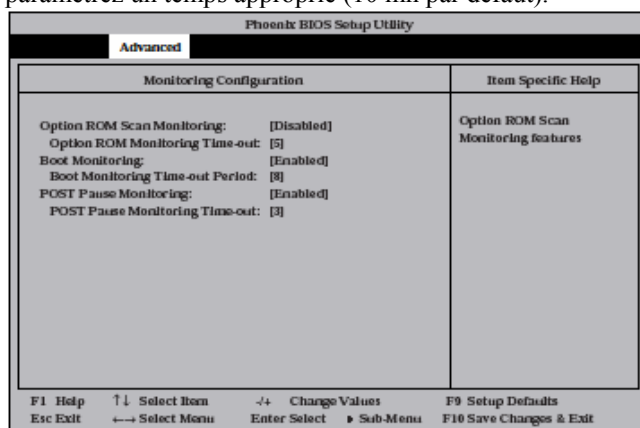 paramétrez un temps approprié (10 mn par défaut).
Phoenix BIOS Setup Utility
Advanced
Monitoring Configuration
Item Specific Help
Option ROM Scan Monitoring: [Disabled]
Option ROM Monitoring Time-out: [5]
Boot Monitoring: [Enabled]
Boot Monitoring Time-out Period: [8]
POST Pause Monitoring: [Enabled]
POST Pause Monitoring Time-out: [3]
Option ROM Scan
Monitoring features
F1 Help ↑↓ Select Item -/+ Change Values F9 Setup Defaults
Esc Exit ←→ Select Menu Enter Select ▸ Sub-Menu F10 Save Changes & Exit